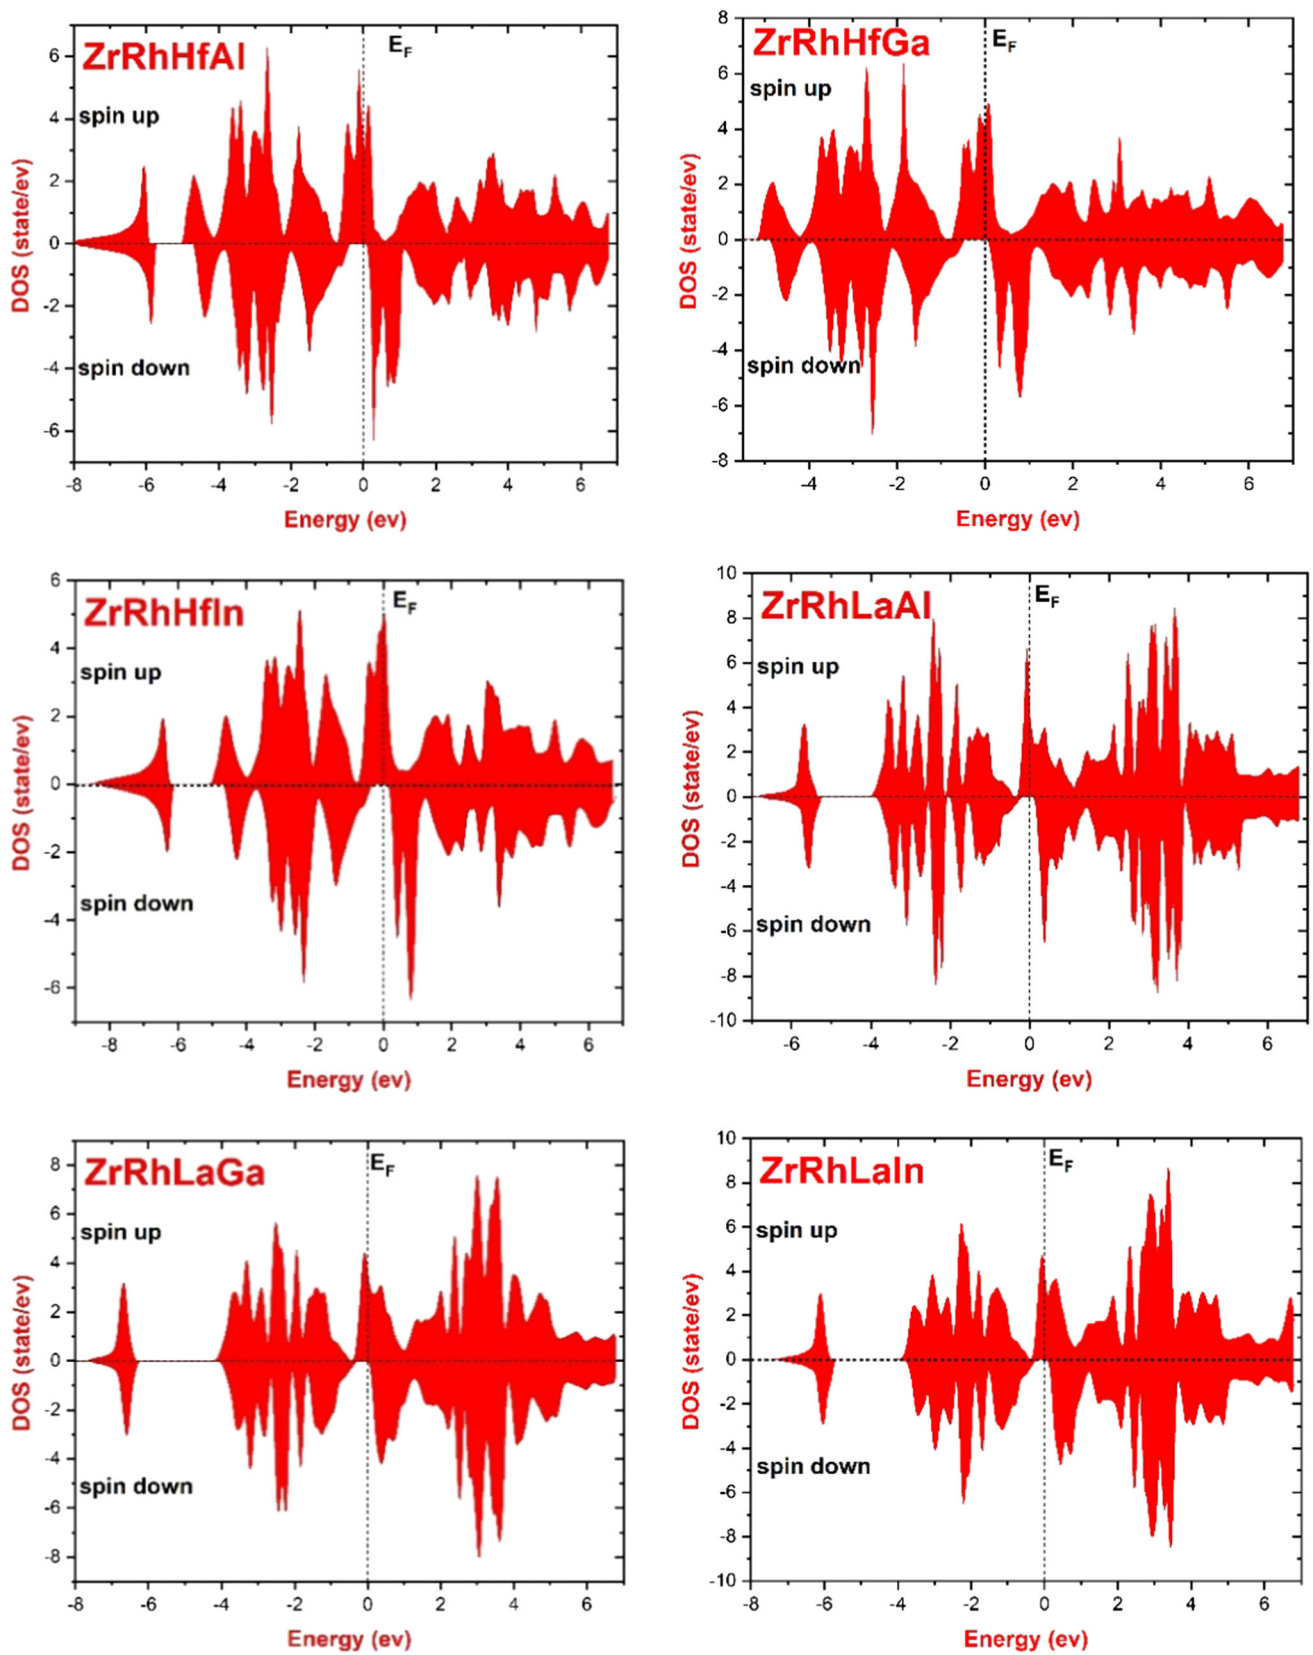 ZrRhHfAl
E_F
spin up
spin down
DOS (state/ev)
6
4
2
0
-2
-4
-6
-8 -6 -4 -2 0 2 4 6
Energy (ev)
ZrRhHfGa
E_F
spin up
spin down
DOS (state/ev)
8
6
4
2
0
-2
-4
-6
-8
-4 -2 0 2 4 6
Energy (ev)
ZrRhHfIn
E_F
spin up
spin down
DOS (state/ev)
6
4
2
0
-2
-4
-6
-8 -6 -4 -2 0 2 4 6
Energy (ev)
ZrRhLaAl
E_F
spin up
spin down
DOS (state/ev)
10
8
6
4
2
0
-2
-4
-6
-8
-10
-6 -4 -2 0 2 4 6
Energy (ev)
ZrRhLaGa
E_F
spin up
spin down
DOS (state/ev)
8
6
4
2
0
-2
-4
-6
-8
-8 -6 -4 -2 0 2 4 6
Energy (ev)
ZrRhLaIn
E_F
spin up
spin down
DOS (state/ev)
10
8
6
4
2
0
-2
-4
-6
-8
-10
-8 -6 -4 -2 0 2 4 6
Energy (ev)